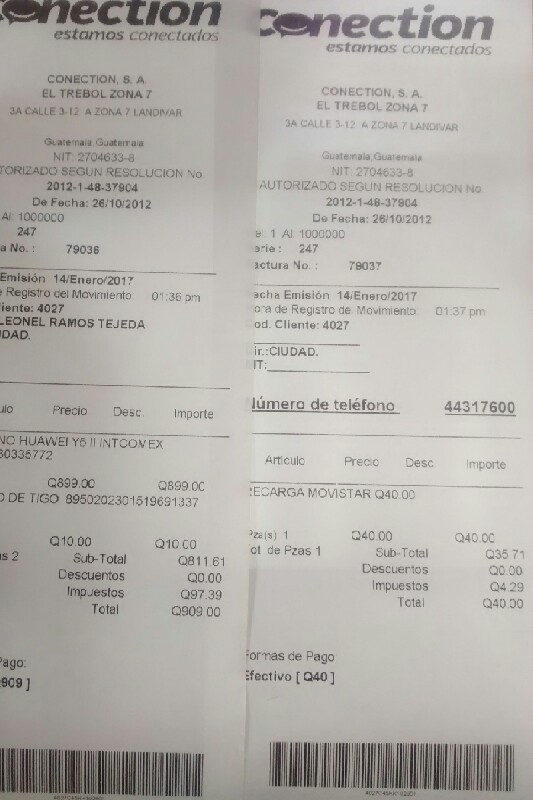 onection
estamos conectados
CONECTION, S. A.
EL TREBOL ZONA 7
3A CALLE 3-12 A ZONA 7 LANDIVAR
Guatemala,Guatemala
NIT: 2704633-8
TORIZADO SEGUN RESOLUCION No
2012-1-48-37904
De Fecha: 26/10/2012
Al: 1000000
247
a No. : 79036
Emisión 14/Enero/2017
e Registro del Movimiento: 01:36 pm
iente: 4027
LEONEL RAMOS TEJEDA
DAD.
ulo Precio Desc. Importe
NO HUAWEI Y5 II INTCOMEX
80335772
Q899.00 Q899.00
O DE TIGO 8950202301519691337
Q10.00 Q10.00
as 2 Sub-Total Q811.61
Descuentos Q0.00
Impuestos Q97.39
Total Q909.00
Pago:
909 ]
Conection
estamos conectados
CONECTION, S. A.
EL TREBOL ZONA 7
3A CALLE 3-12 A ZONA 7 LANDIVAR
Guatemala,Guatemala
NIT: 2704633-8
AUTORIZADO SEGUN RESOLUCION No
2012-1-48-37904
De Fecha: 26/10/2012
e 1 Al: 1000000
erie : 247
actura No. : 79037
echa Emisión 14/Enero/2017
ora de Registro de Movimiento: 01:37 pm
od. Cliente: 4027
ir.:CIUDAD.
IT:
Número de teléfono 44317600
Artículo Precio Desc Importe
RECARGA MOVISTAR Q40.00
Pza(s) 1 Q40.00 Q40.00
Tot de Pzas 1 Sub-Total Q35.71
Descuentos Q0.00
Impuestos Q4.29
Total Q40.00
Formas de Pago
Efectivo [ Q40 ]